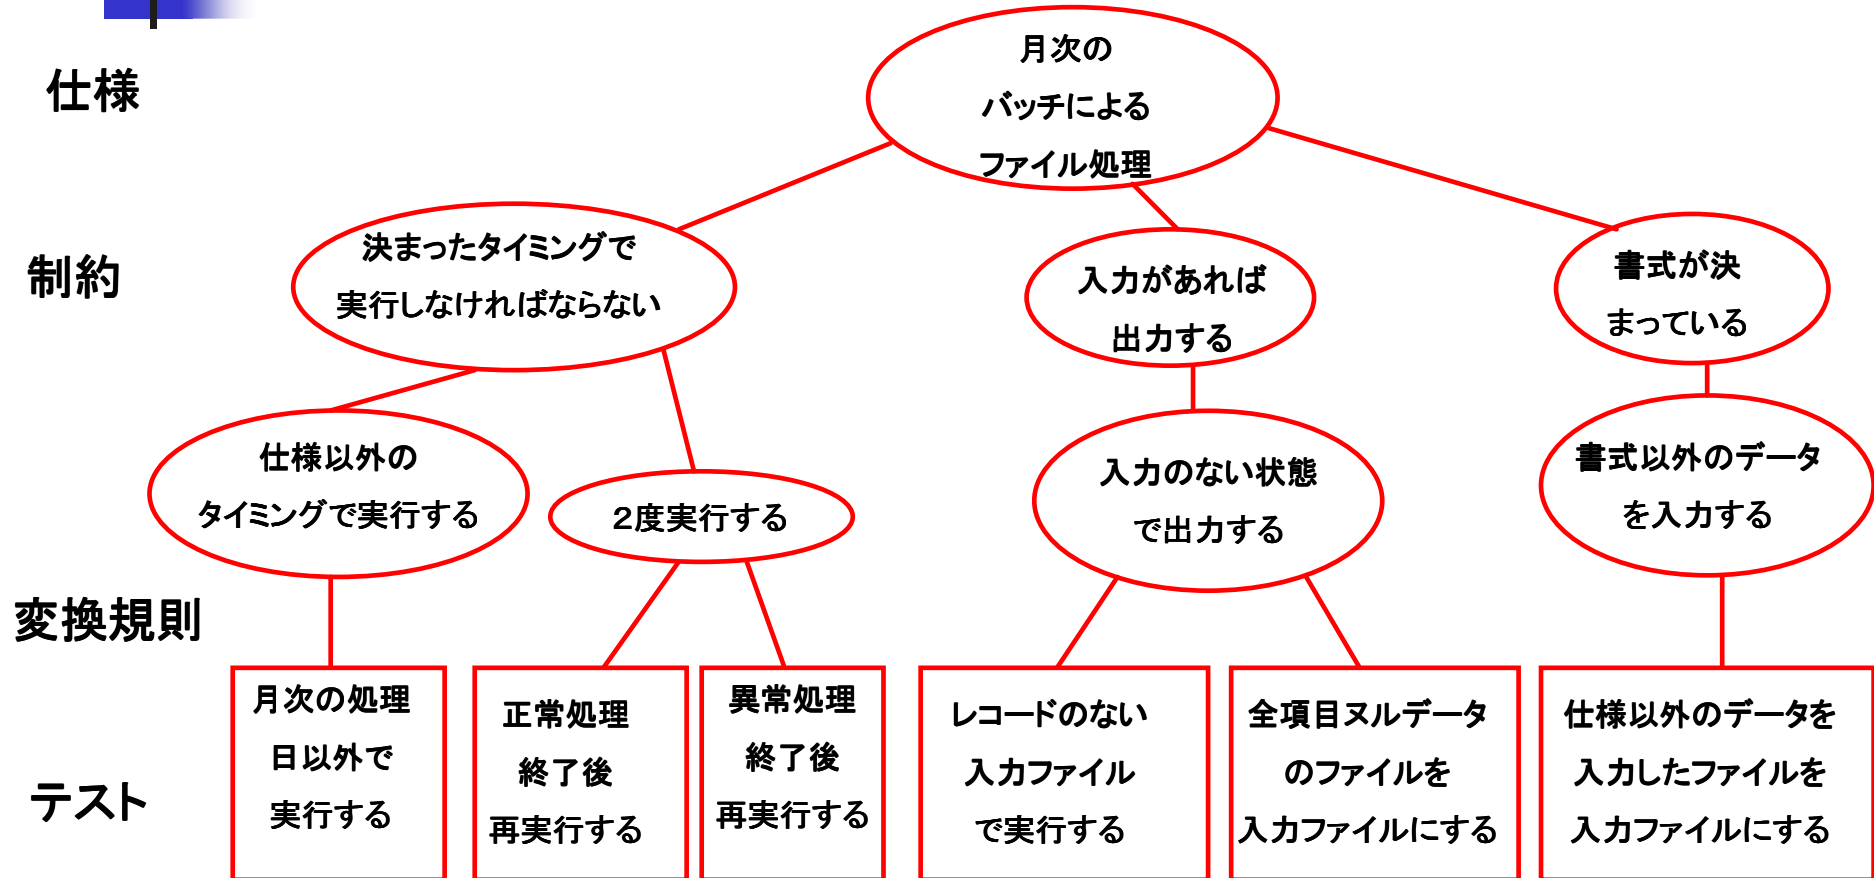 仕様
月次の
バッチによる
ファイル処理
制約
決まったタイミングで
実行しなければならない
入力があれば
出力する
書式が決
まっている
仕様以外の
タイミングで実行する
２度実行する
入力のない状態
で出力する
書式以外のデータ
を入力する
変換規則
テスト
月次の処理
日以外で
実行する
正常処理
終了後
再実行する
異常処理
終了後
再実行する
レコードのない
入力ファイル
で実行する
全項目ヌルデータ
のファイルを
入力ファイルにする
仕様以外のデータを
入力したファイルを
入力ファイルにする